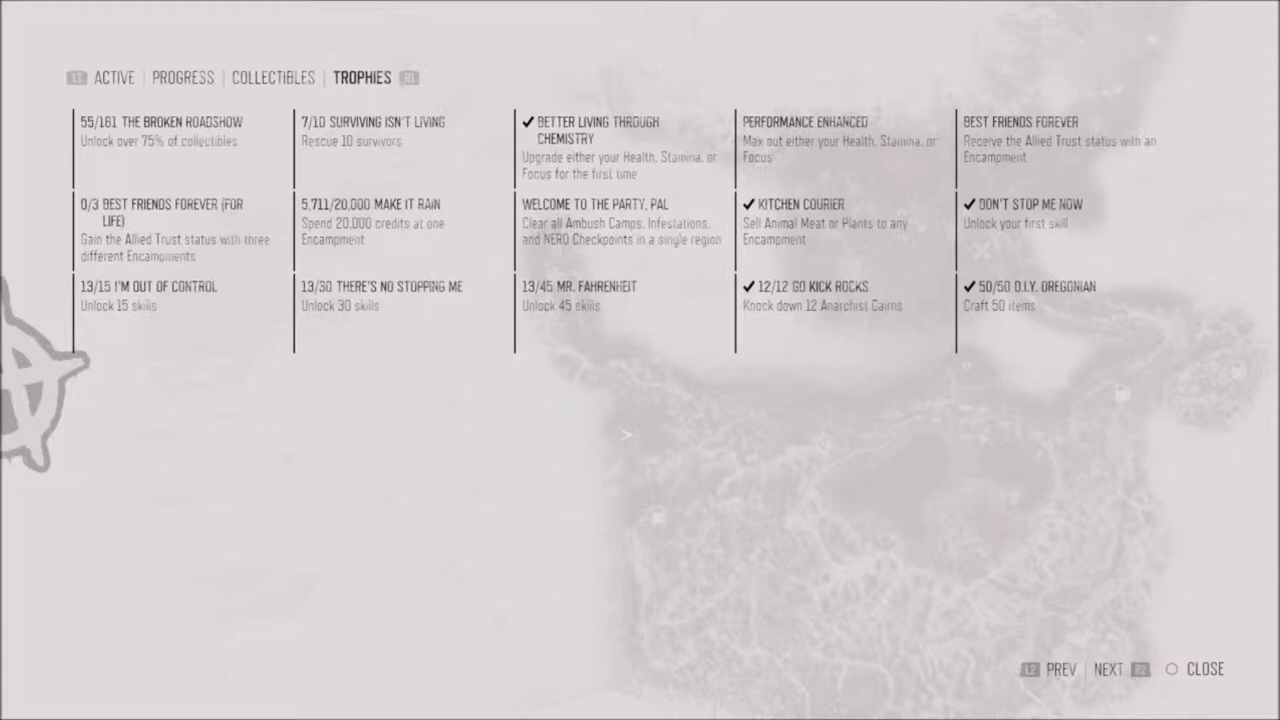 L1 ACTIVE | PROGRESS | COLLECTIBLES | TROPHIES R1
55/181 THE BROKEN ROADSHOW
Unlock over 75% of collectibles
7/10 SURVIVING ISN'T LIVING
Rescue 10 survivors
✔ BETTER LIVING THROUGH
CHEMISTRY
Upgrade either your Health, Stamina, or
Focus for the first time
PERFORMANCE ENHANCED
Max out either your Health, Stamina, or
Focus
BEST FRIENDS FOREVER
Receive the Allied Trust status with an
Encampment
0/3 BEST FRIENDS FOREVER (FOR
LIFE)
Gain the Allied Trust status with three
different Encampments
5,711/20,000 MAKE IT RAIN
Spend 20,000 credits at one
Encampment
WELCOME TO THE PARTY, PAL
Clear all Ambush Camps, Infestations,
and NERO Checkpoints in a single region
✔ KITCHEN COURIER
Sell Animal Meat or Plants to any
Encampment
✔ DON'T STOP ME NOW
Unlock your first skill
13/15 I'M OUT OF CONTROL
Unlock 15 skills
13/30 THERE'S NO STOPPING ME
Unlock 30 skills
13/45 MR. FAHRENHEIT
Unlock 45 skills
✔ 12/12 GO KICK ROCKS
Knock down 12 Anarchist Cairns
✔ 50/50 D.I.Y. OREGONIAN
Craft 50 items
L2 PREV | NEXT R2 CLOSE